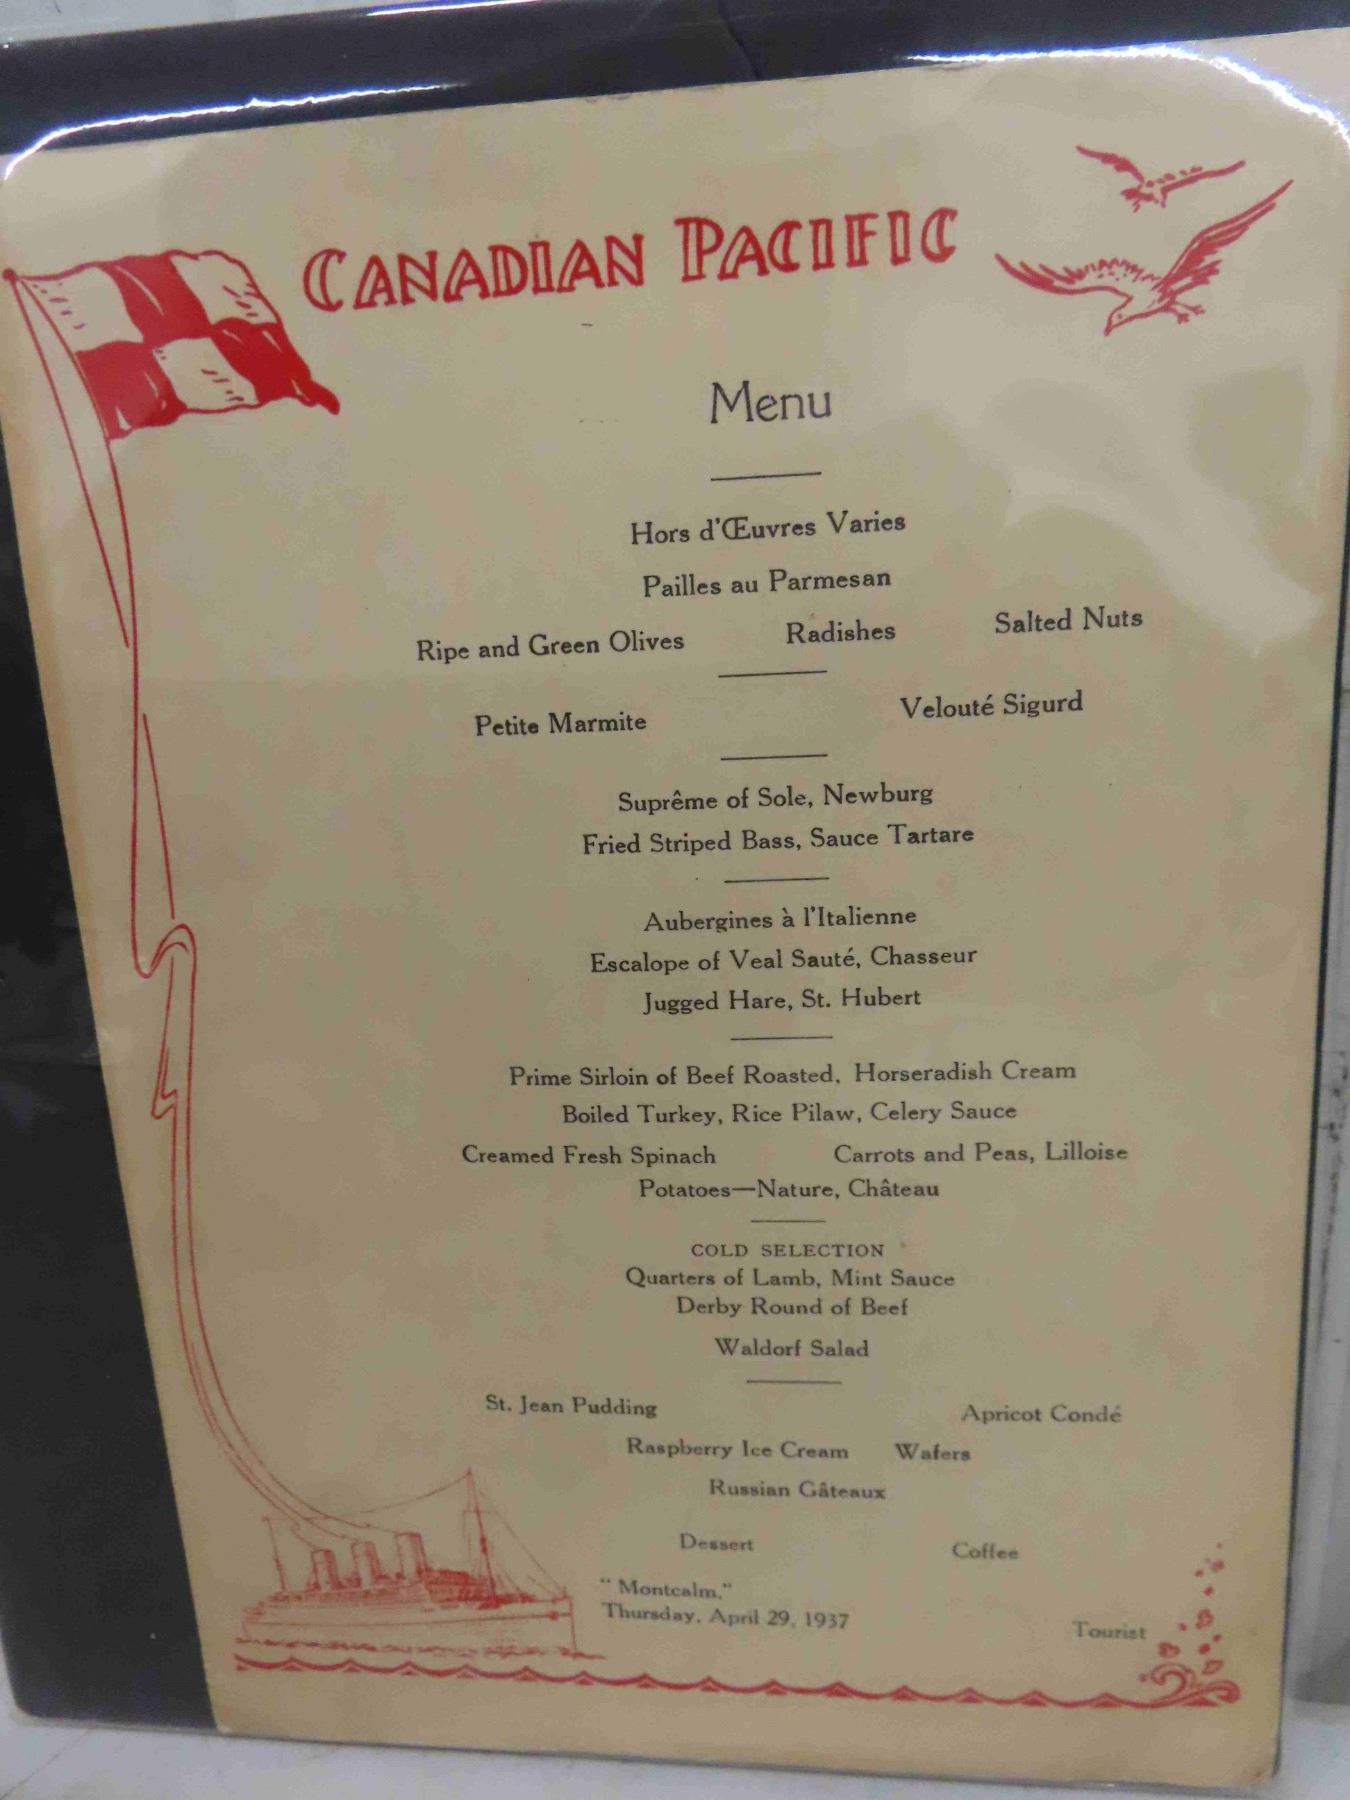 CANADIAN PACIFIC
Menu
Hors d'Œuvres Varies
Pailles au Parmesan
Ripe and Green Olives Radishes Salted Nuts
Petite Marmite Velouté Sigurd
Suprême of Sole, Newburg
Fried Striped Bass, Sauce Tartare
Aubergines à l'Italienne
Escalope of Veal Sauté, Chasseur
Jugged Hare, St. Hubert
Prime Sirloin of Beef Roasted, Horseradish Cream
Boiled Turkey, Rice Pilaw, Celery Sauce
Creamed Fresh Spinach Carrots and Peas, Lilloise
Potatoes—Nature, Château
COLD SELECTION
Quarters of Lamb, Mint Sauce
Derby Round of Beef
Waldorf Salad
St. Jean Pudding Apricot Condé
Raspberry Ice Cream Wafers
Russian Gâteaux
Dessert Coffee
"Montcalm,"
Thursday, April 29, 1937
Tourist